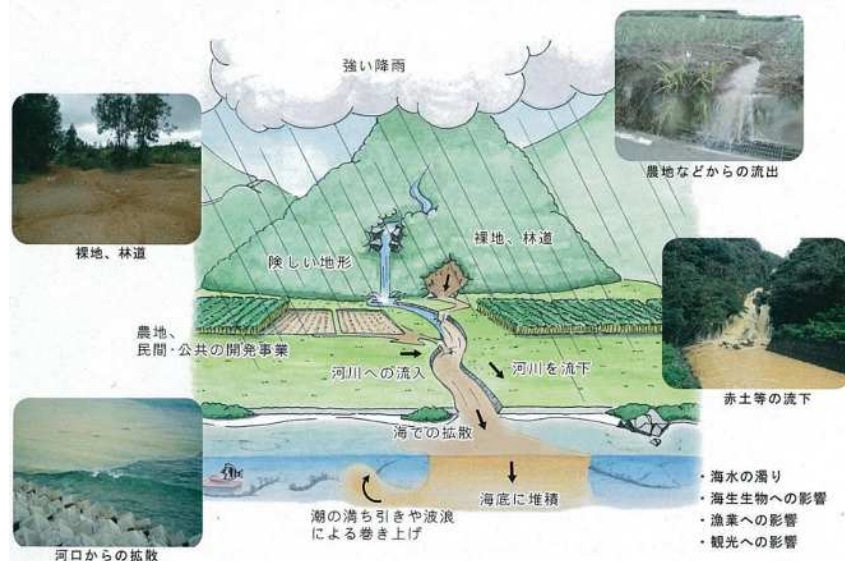 強い降雨
農地などからの流出
裸地、林道
裸地、林道
険しい地形
農地、
民間・公共の開発事業
河川への流入
河川を流下
赤土等の流下
海での拡散
海底に堆積
潮の満ち引きや波浪
による巻き上げ
河口からの拡散
・海水の濁り
・海生生物への影響
・漁業への影響
・観光への影響